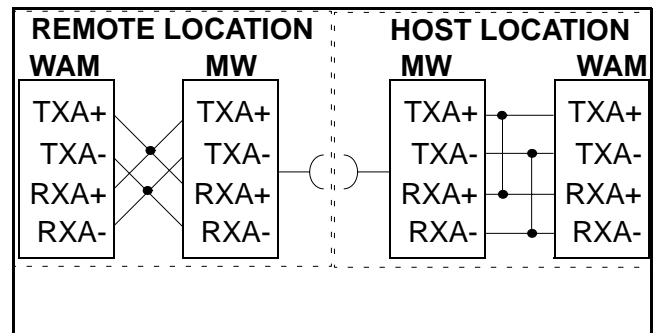 REMOTE LOCATION HOST LOCATION
WAM MW MW WAM
TXA+ TXA+ TXA+ TXA+
TXA- TXA- TXA- TXA-
RXA+ RXA+ RXA+ RXA+
RXA- RXA- RXA- RXA-